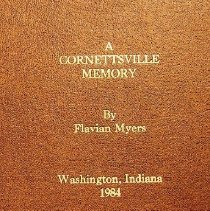 A
CORNETTSVILLE
MEMORY
By
Flavian Myers
Washington, Indiana
1984